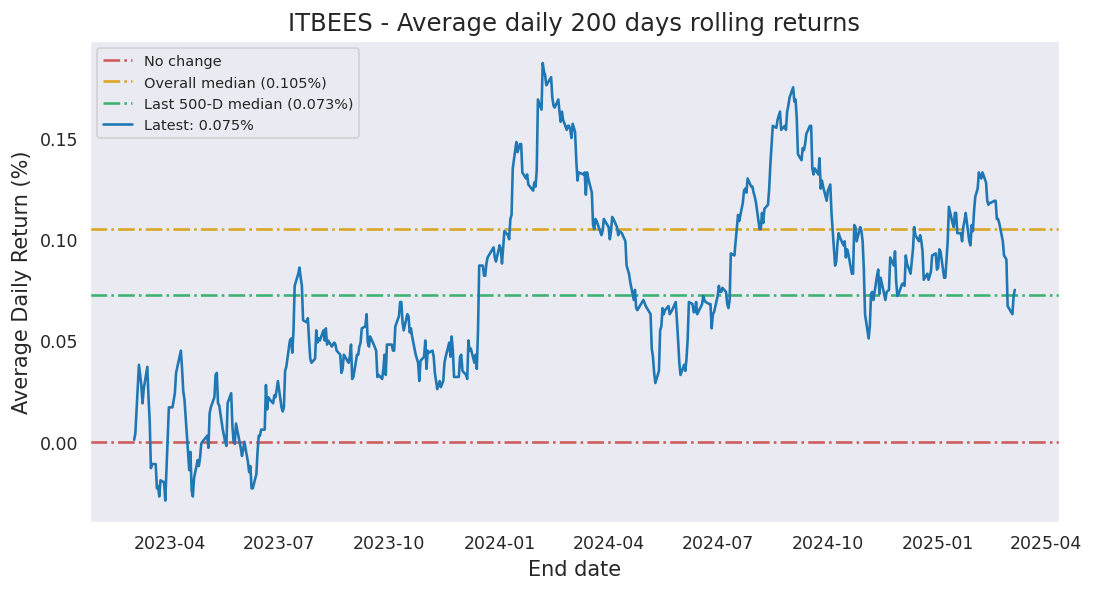 ITBEES - Average daily 200 days rolling returns
No change
Overall median (0.105%)
Last 500-D median (0.073%)
Latest: 0.075%
Average Daily Return (%)
0.15
0.10
0.05
0.00
2023-04 2023-07 2023-10 2024-01 2024-04 2024-07 2024-10 2025-01 2025-04
End date